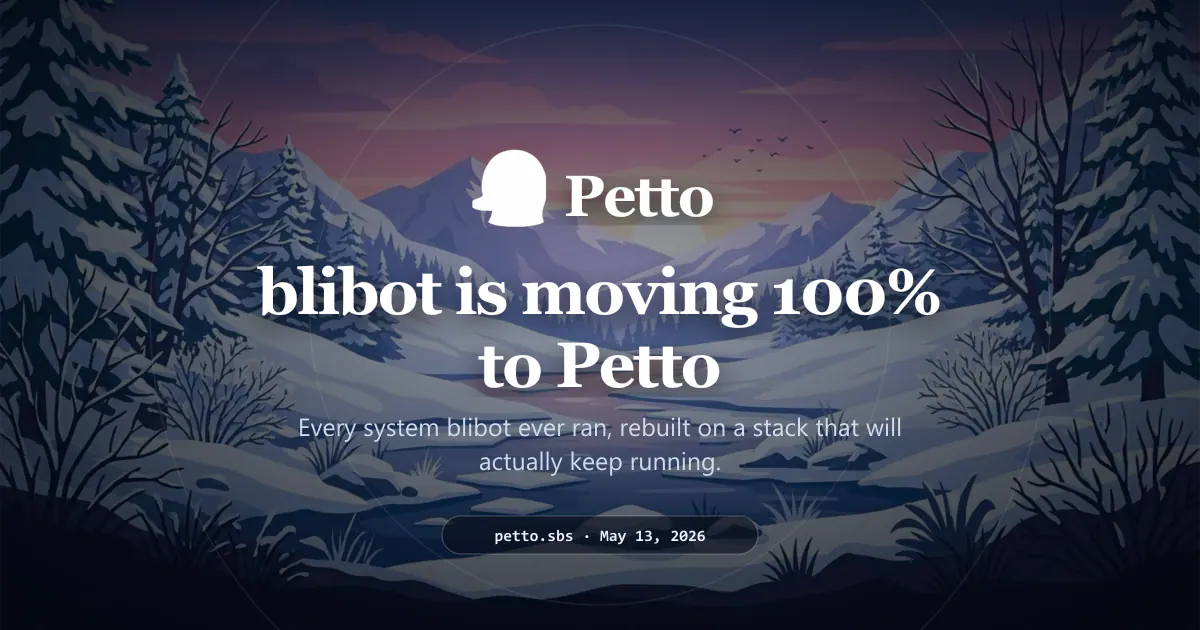 Petto
blibot is moving 100%
to Petto
Every system blibot ever ran, rebuilt on a stack that will
actually keep running.
petto.sbs · May 13, 2026